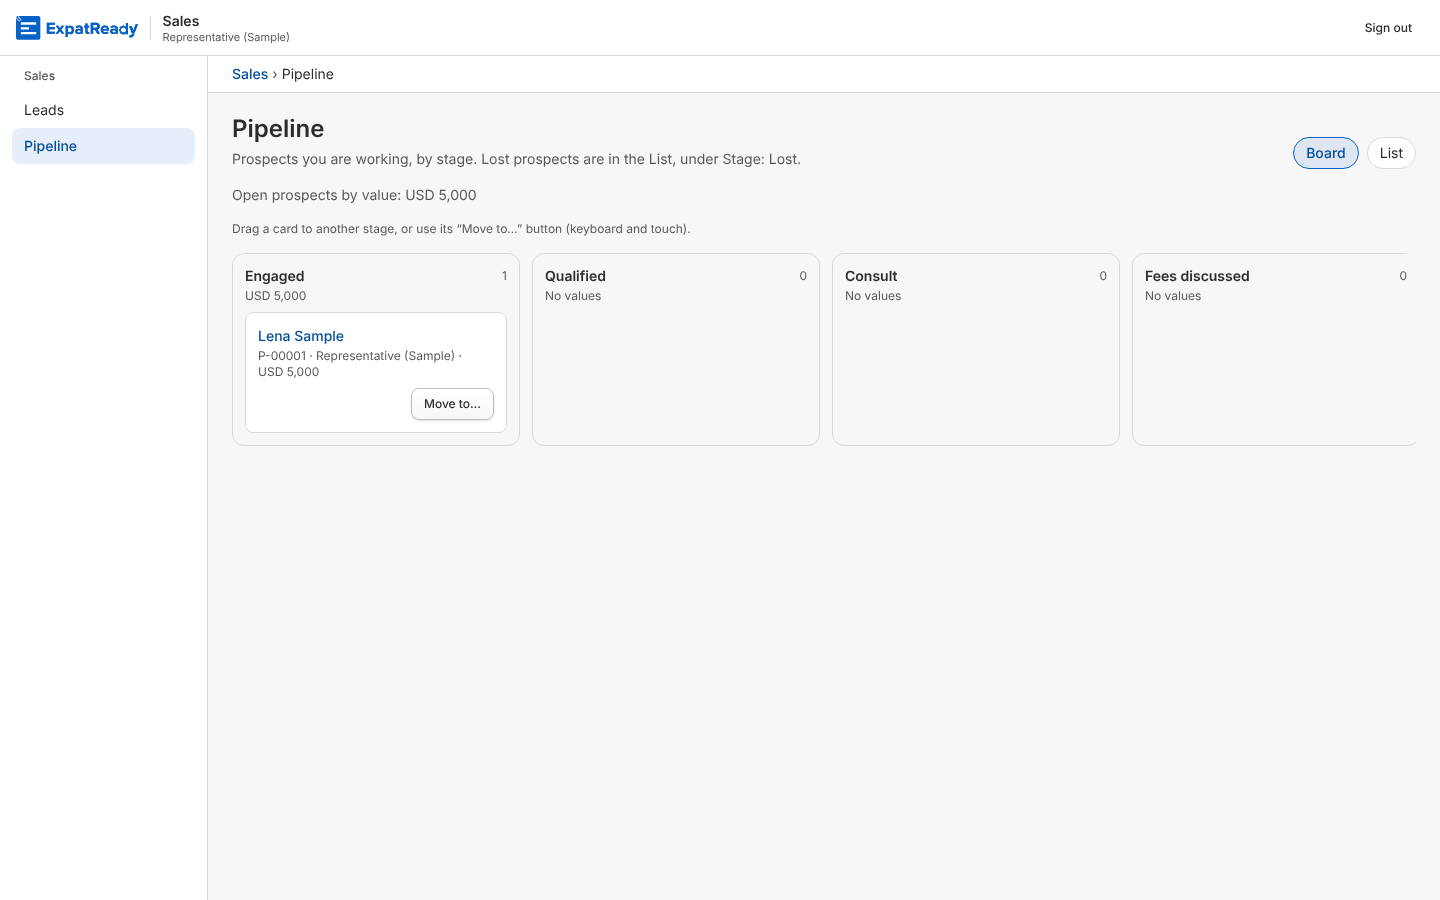 ExpatReady
Sales
Representative (Sample)
Sign out
Sales
Leads
Pipeline
Sales › Pipeline
Pipeline
Prospects you are working, by stage. Lost prospects are in the List, under Stage: Lost.
Board
List
Open prospects by value: USD 5,000
Drag a card to another stage, or use its “Move to…” button (keyboard and touch).
Engaged 1
USD 5,000
Lena Sample
P-00001 · Representative (Sample) ·
USD 5,000
Move to…
Qualified 0
No values
Consult 0
No values
Fees discussed 0
No values